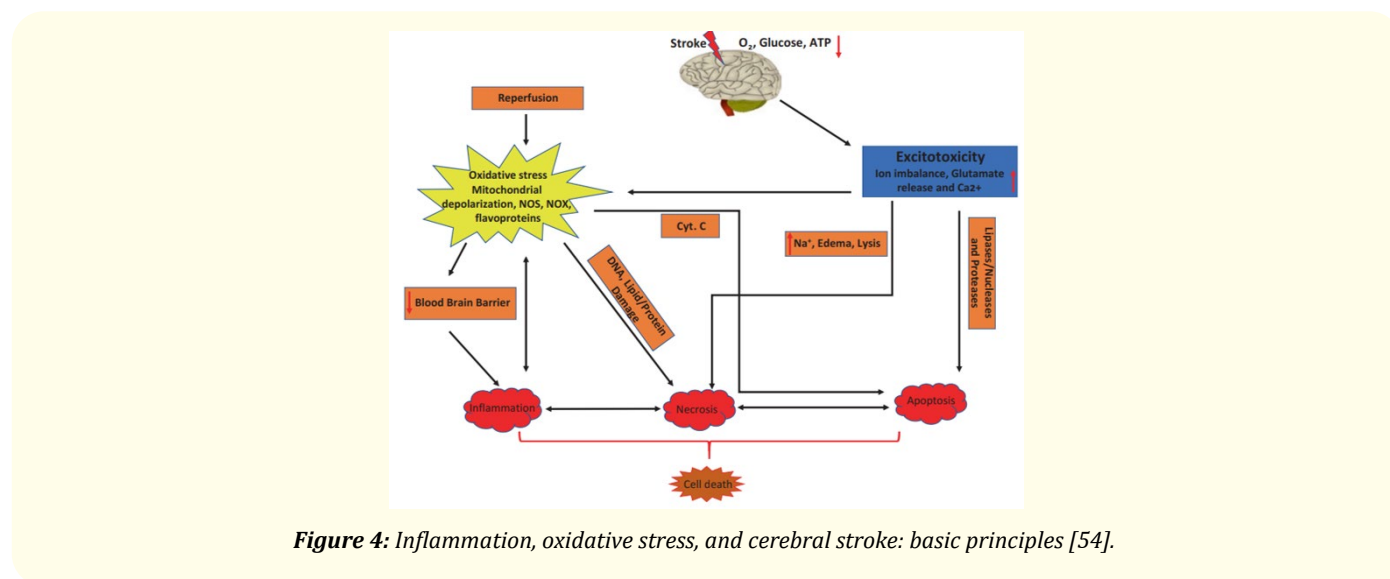 Stroke
O₂, Glucose, ATP
Reperfusion
Excitotoxicity
Ion imbalance, Glutamate
release and Ca2+
Oxidative stress
Mitochondrial
depolarization, NOS, NOX,
flavoproteins
Cyt. C
Na⁺, Edema, Lysis
Lipases/Nucleases
and Proteases
DNA, Lipid/Protein
Damage
Blood Brain Barrier
Inflammation
Necrosis
Apoptosis
Cell death
Figure 4: Inflammation, oxidative stress, and cerebral stroke: basic principles [54].